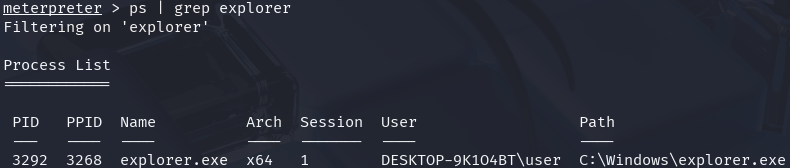 meterpreter > ps | grep explorer
Filtering on 'explorer'
Process List
============
PID PPID Name Arch Session User Path
--- ---- ---- ---- ------- ---- ----
3292 3268 explorer.exe x64 1 DESKTOP-9K1O4BT\user C:\Windows\explorer.exe